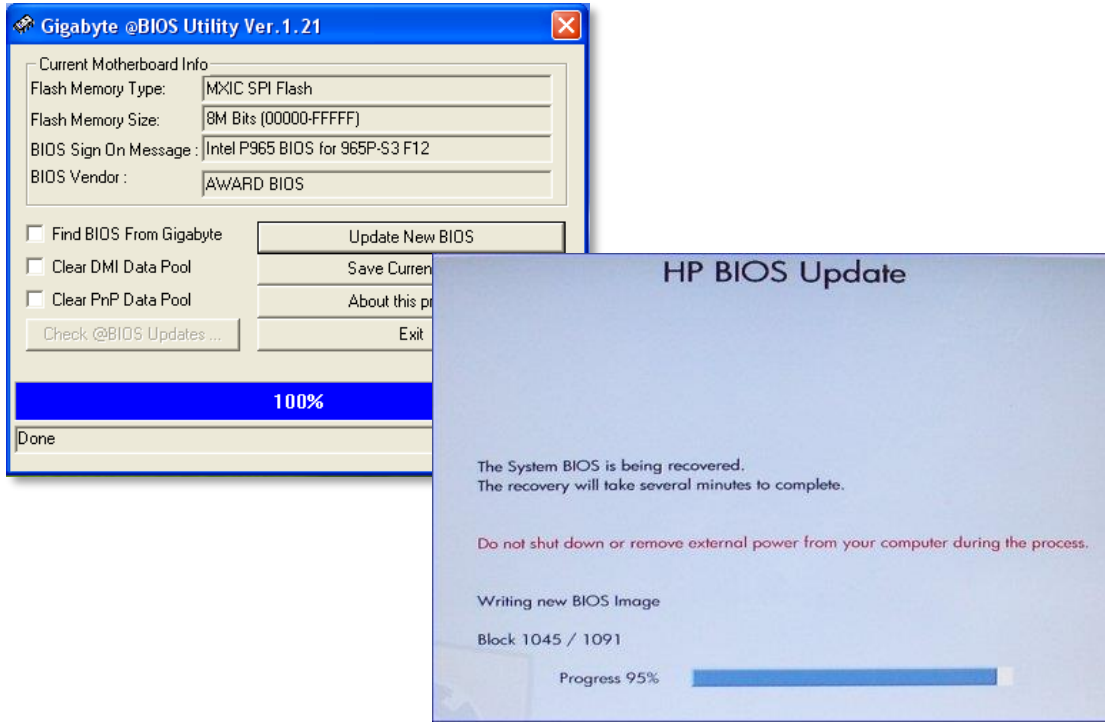 Gigabyte @BIOS Utility Ver.1.21
Current Motherboard Info
Flash Memory Type: MXIC SPI Flash
Flash Memory Size: 8M Bits (00000-FFFFF)
BIOS Sign On Message : Intel P965 BIOS for 965P-S3 F12
BIOS Vendor : AWARD BIOS
Find BIOS From Gigabyte Update New BIOS
Clear DMI Data Pool Save Curren
Clear PnP Data Pool About this pr
Check @BIOS Updates ... Exit
100%
Done
HP BIOS Update
The System BIOS is being recovered.
The recovery will take several minutes to complete.
Do not shut down or remove external power from your computer during the process.
Writing new BIOS Image
Block 1045 / 1091
Progress 95%